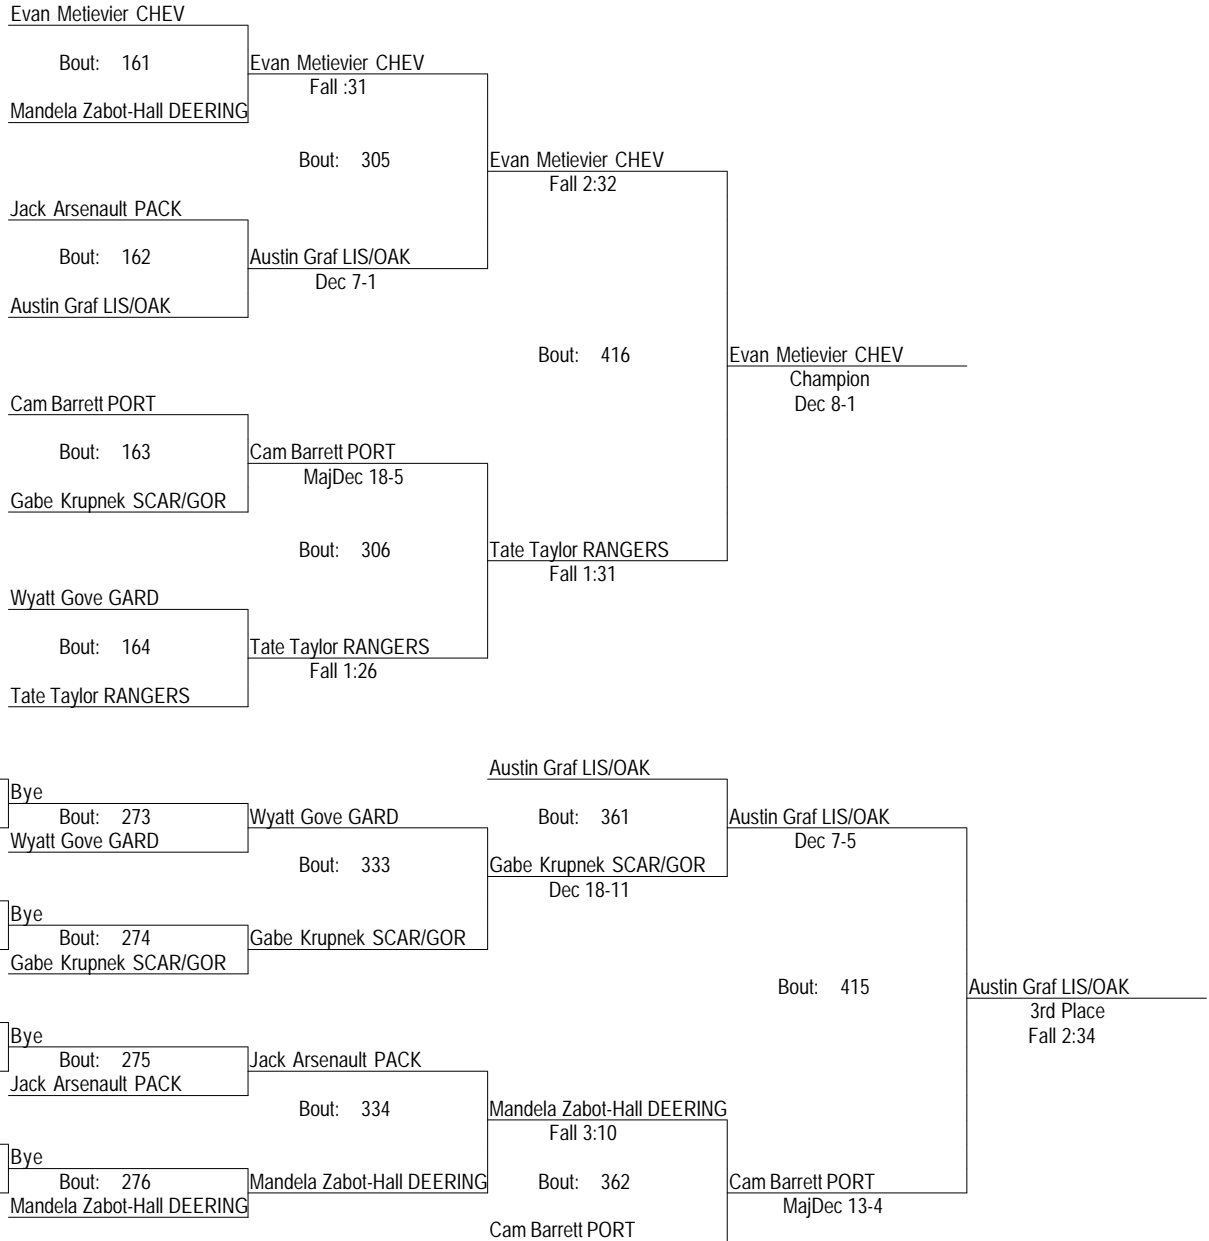 Evan Metievier CHEV
Bout: 161
Evan Metievier CHEV
Fall :31
Mandela Zabot-Hall DEERING
Bout: 305
Evan Metievier CHEV
Fall 2:32
Jack Arsenault PACK
Bout: 162
Austin Graf LIS/OAK
Dec 7-1
Austin Graf LIS/OAK
Bout: 416
Evan Metievier CHEV
Champion
Dec 8-1
Cam Barrett PORT
Bout: 163
Cam Barrett PORT
MajDec 18-5
Gabe Krupnek SCAR/GOR
Bout: 306
Tate Taylor RANGERS
Fall 1:31
Wyatt Gove GARD
Bout: 164
Tate Taylor RANGERS
Fall 1:26
Tate Taylor RANGERS
Austin Graf LIS/OAK
Bye
Bout: 273
Wyatt Gove GARD
Bout: 361
Austin Graf LIS/OAK
Dec 7-5
Wyatt Gove GARD
Bout: 333
Gabe Krupnek SCAR/GOR
Dec 18-11
Bye
Bout: 274
Gabe Krupnek SCAR/GOR
Gabe Krupnek SCAR/GOR
Bout: 415
Austin Graf LIS/OAK
3rd Place
Fall 2:34
Bye
Bout: 275
Jack Arsenault PACK
Jack Arsenault PACK
Bout: 334
Mandela Zabot-Hall DEERING
Fall 3:10
Bye
Bout: 276
Mandela Zabot-Hall DEERING
Bout: 362
Cam Barrett PORT
MajDec 13-4
Mandela Zabot-Hall DEERING
Cam Barrett PORT